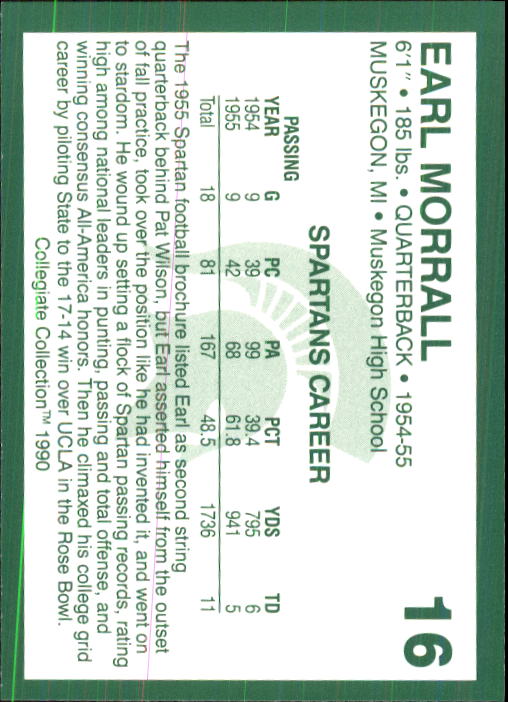 EARL MORRALL 16
6'1" • 185 lbs. • QUARTERBACK • 1954-55
MUSKEGON, MI • Muskegon High School
SPARTANS CAREER
PASSING
YEAR G PC PA PCT YDS TD
1954 9 39 99 39.4 795 6
1955 9 42 68 61.8 941 5
Total 18 81 167 48.5 1736 11
The 1955 Spartan football brochure listed Earl as second string
quarterback behind Pat Wilson, but Earl asserted himself from the outset
of fall practice, took over the position like he had invented it, and went on
to stardom. He wound up setting a flock of Spartan passing records, rating
high among national leaders in punting, passing and total offense, and
winning consensus All-America honors. Then he climaxed his college grid
career by piloting State to the 17-14 win over UCLA in the Rose Bowl.
Collegiate Collection™ 1990